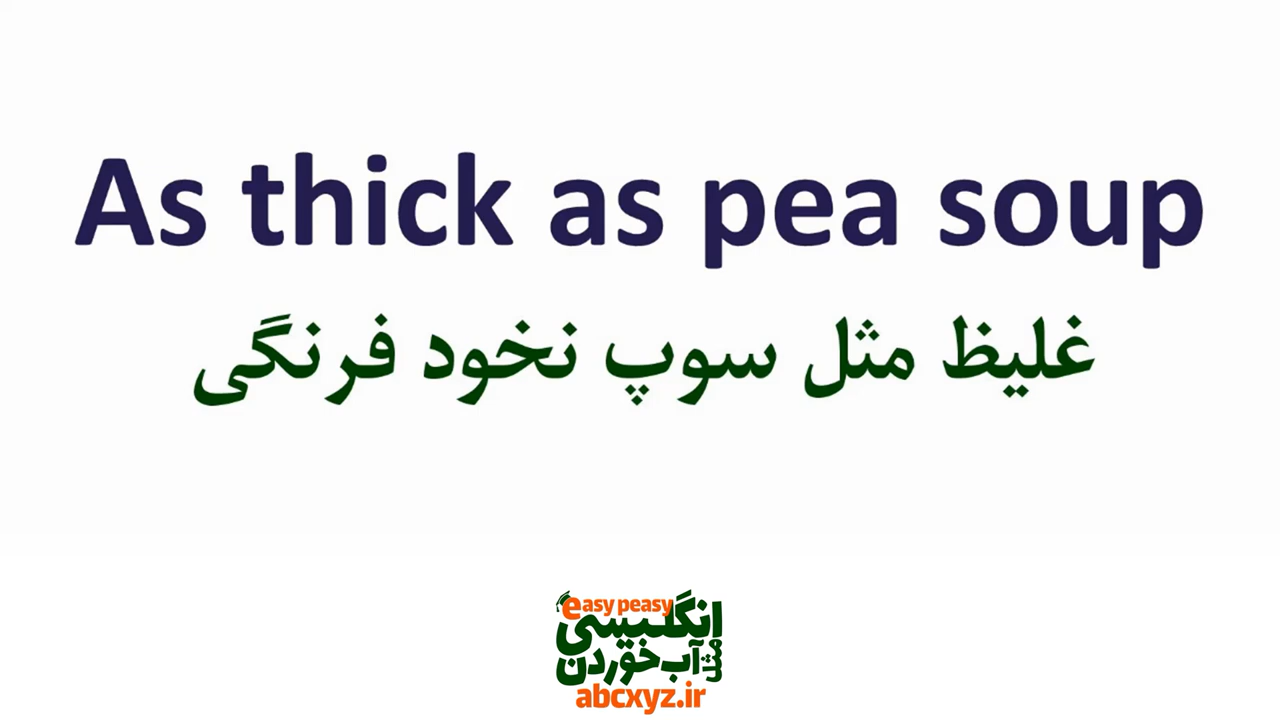 As thick as pea soup
غلیظ مثل سوپ نخود فرنگی
easy peasy
انگلیسی
مثل آب خوردن
abcxyz.ir